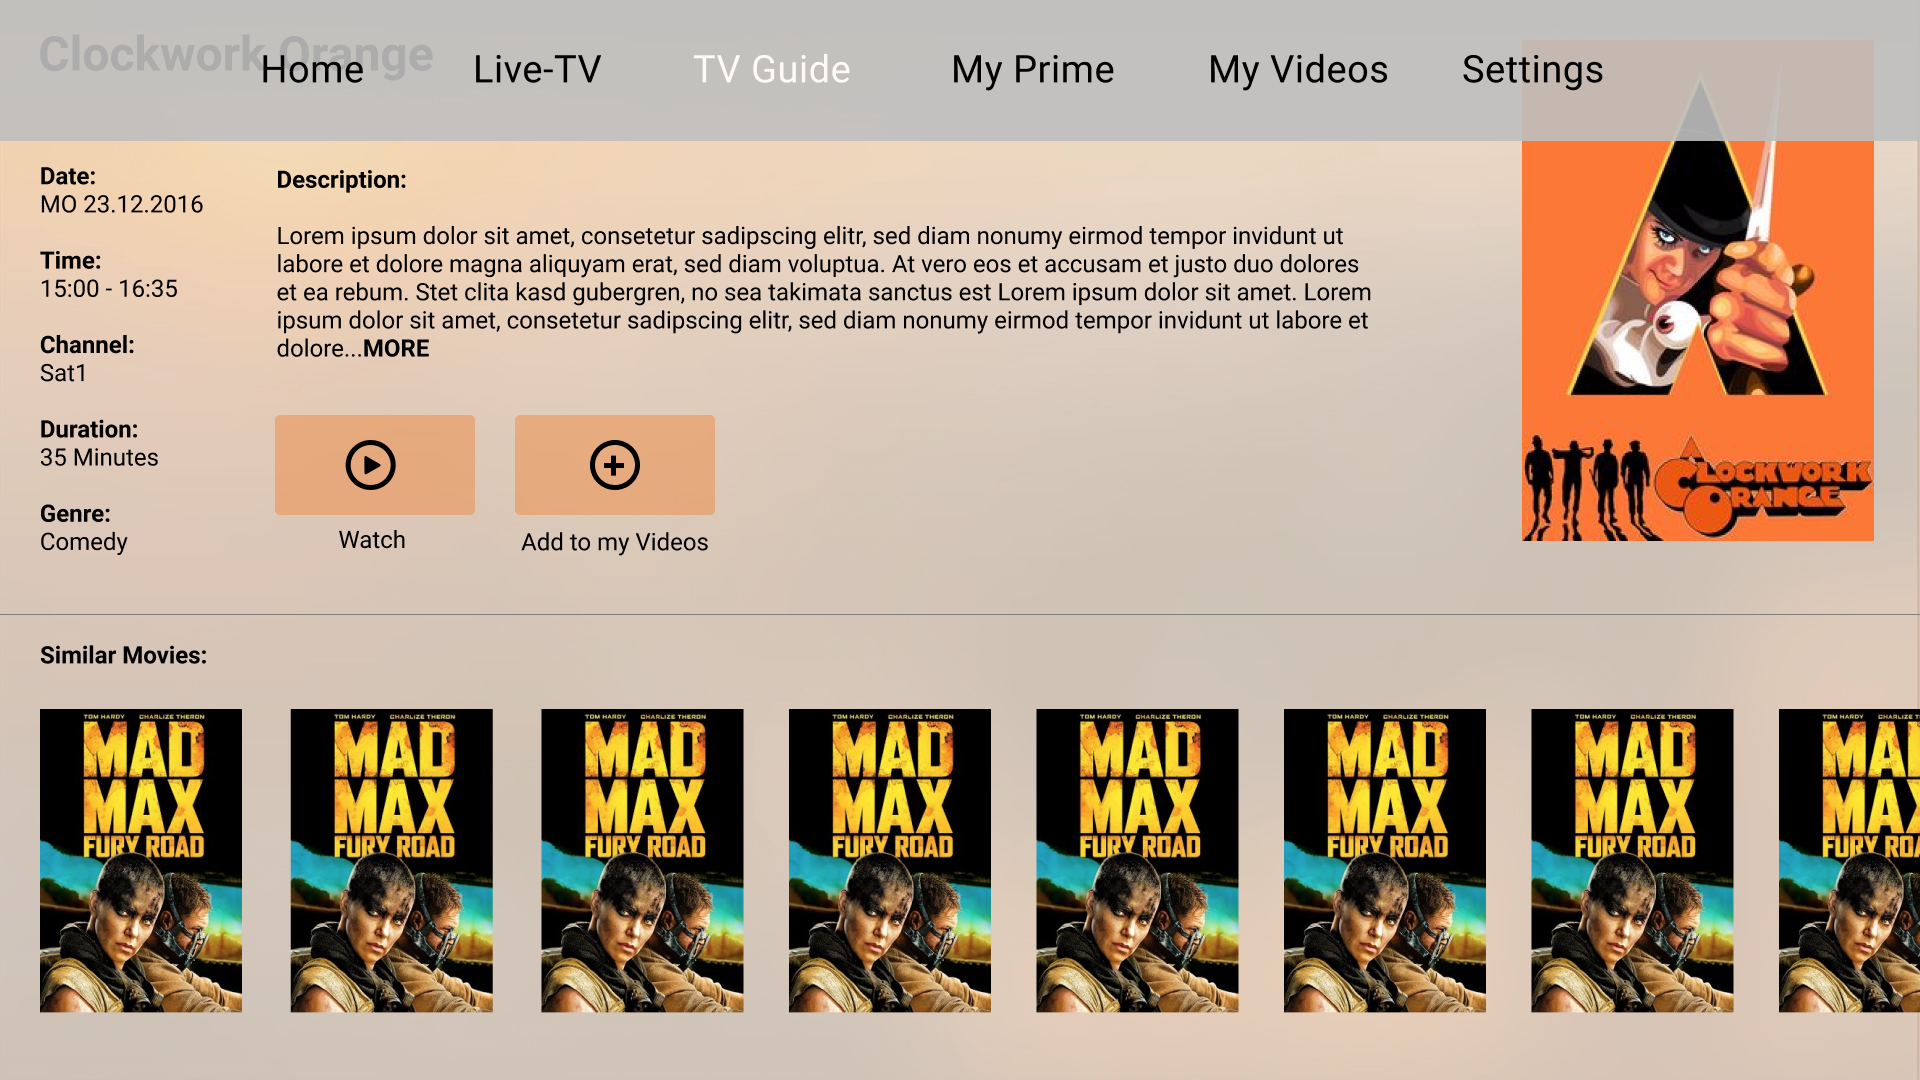 Clockwork Orange
Home Live-TV TV Guide My Prime My Videos Settings
Date:
MO 23.12.2016
Time:
15:00 - 16:35
Channel:
Sat1
Duration:
35 Minutes
Genre:
Comedy
Description:
Lorem ipsum dolor sit amet, consetetur sadipscing elitr, sed diam nonumy eirmod tempor invidunt ut
labore et dolore magna aliquyam erat, sed diam voluptua. At vero eos et accusam et justo duo dolores
et ea rebum. Stet clita kasd gubergren, no sea takimata sanctus est Lorem ipsum dolor sit amet. Lorem
ipsum dolor sit amet, consetetur sadipscing elitr, sed diam nonumy eirmod tempor invidunt ut labore et
dolore...MORE
Watch
Add to my Videos
A
CLOCKWORK
ORANGE
Similar Movies:
TOM HARDY CHARLIZE THERON
MAD
MAX
FURY ROAD
TOM HARDY CHARLIZE THERON
MAD
MAX
FURY ROAD
TOM HARDY CHARLIZE THERON
MAD
MAX
FURY ROAD
TOM HARDY CHARLIZE THERON
MAD
MAX
FURY ROAD
TOM HARDY CHARLIZE THERON
MAD
MAX
FURY ROAD
TOM HARDY CHARLIZE THERON
MAD
MAX
FURY ROAD
TOM HARDY CHARLIZE THERON
MAD
MAX
FURY ROAD
TOM HARDY CHARLIZE T
MA
MA
FURY ROA